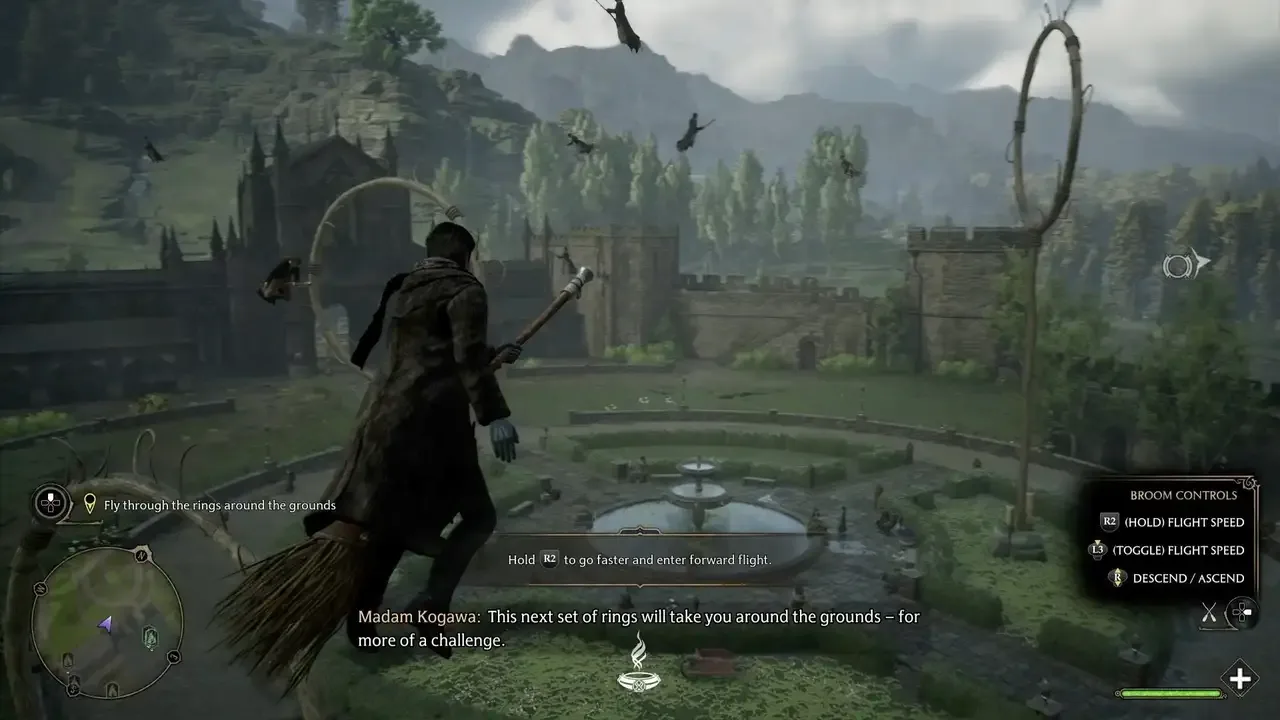 Fly through the rings around the grounds
Hold R2 to go faster and enter forward flight.
Madam Kogawa: This next set of rings will take you around the grounds – for
more of a challenge.
BROOM CONTROLS
R2 (HOLD) FLIGHT SPEED
L3 (TOGGLE) FLIGHT SPEED
R DESCEND / ASCEND